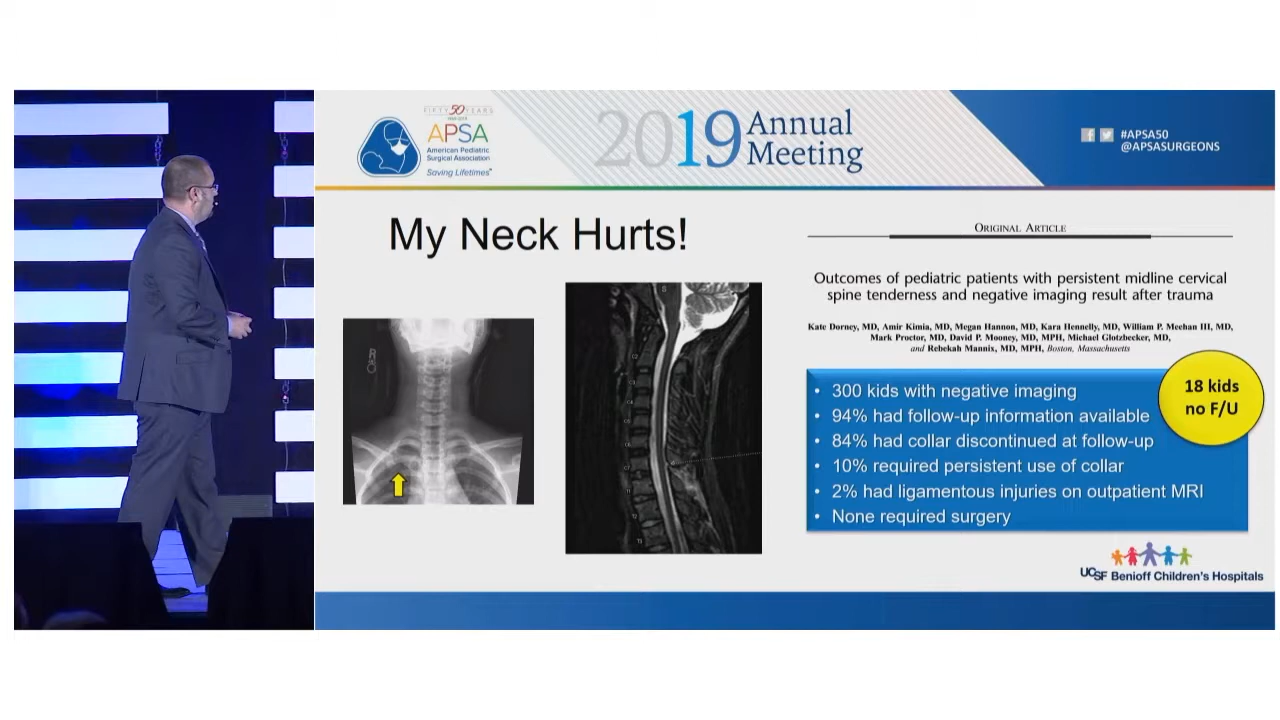 FIFTY 50 YEARS
APSA
American Pediatric
Surgical Association
Saving Lifetimes
2019 Annual
Meeting
#APSA50
@APSASURGEONS
My Neck Hurts!
ORIGINAL ARTICLE
Outcomes of pediatric patients with persistent midline cervical
spine tenderness and negative imaging result after trauma
Kate Dorney, MD, Amir Kimia, MD, Megan Hannon, MD, Kara Hennelly, MD, William P. Meehan III, MD,
Mark Proctor, MD, David P. Mooney, MD, MPH, Michael Glotzbecker, MD,
and Rebekah Mannix, MD, MPH, Boston, Massachusetts
• 300 kids with negative imaging
• 94% had follow-up information available
• 84% had collar discontinued at follow-up
• 10% required persistent use of collar
• 2% had ligamentous injuries on outpatient MRI
• None required surgery
18 kids
no F/U
UCSF Benioff Children's Hospitals